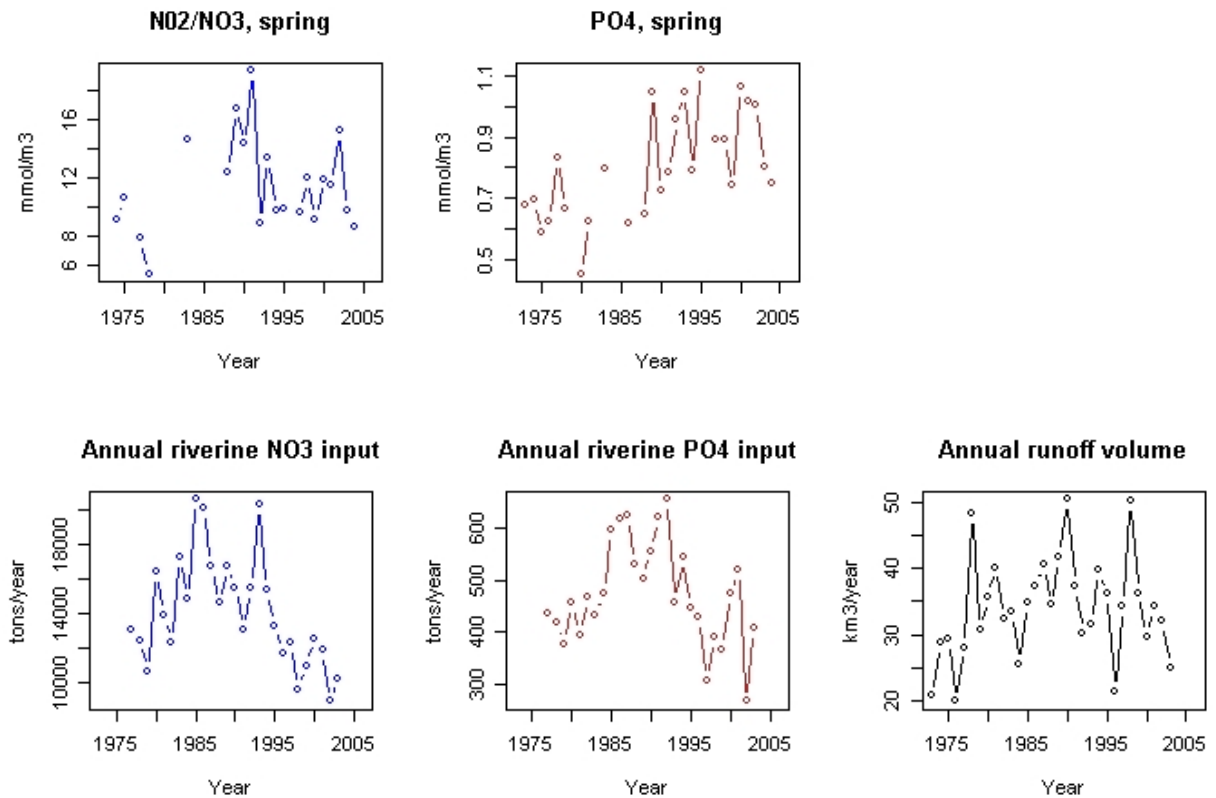 N02/NO3, spring
mmol/m3
6 8 12 16
1975 1985 1995 2005
Year
PO4, spring
mmol/m3
0.5 0.7 0.9 1.1
1975 1985 1995 2005
Year
Annual riverine NO3 input
tons/year
10000 14000 18000
1975 1985 1995 2005
Year
Annual riverine PO4 input
tons/year
300 400 500 600
1975 1985 1995 2005
Year
Annual runoff volume
km3/year
20 30 40 50
1975 1985 1995 2005
Year